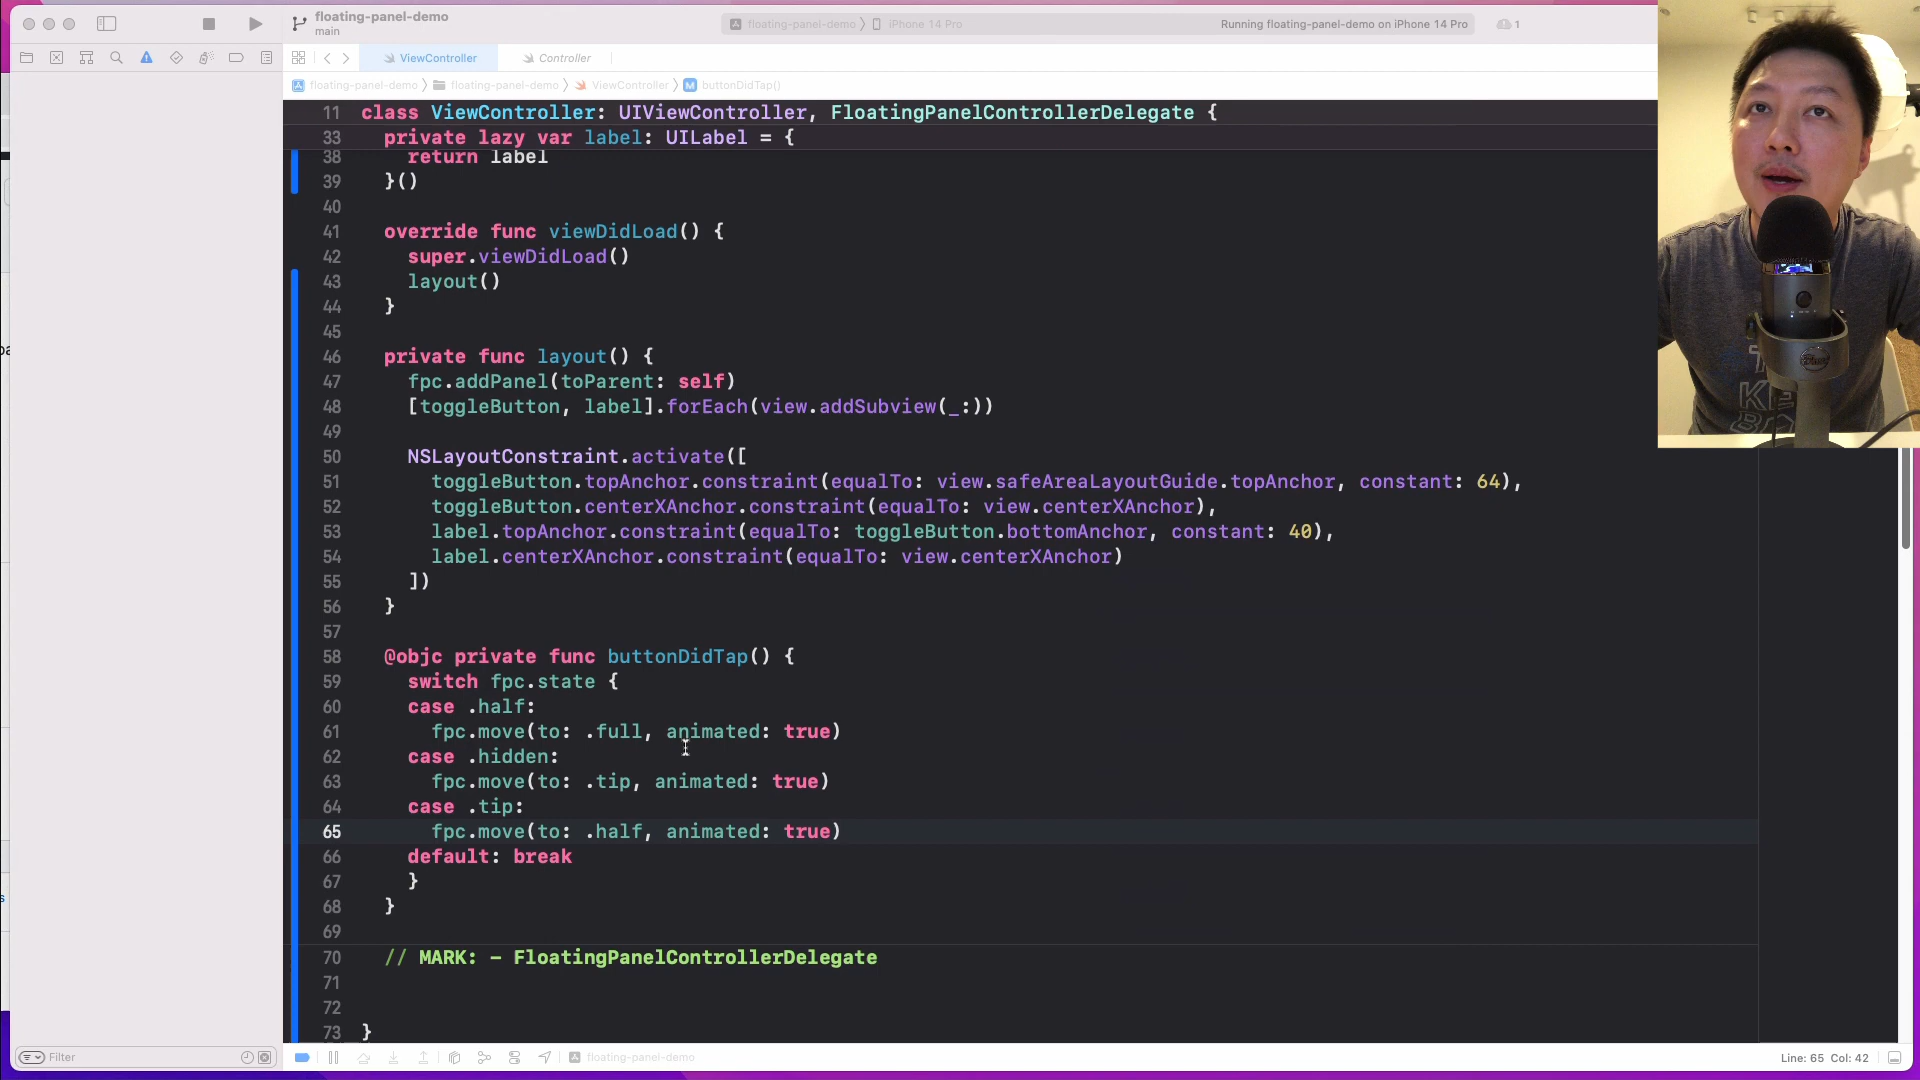 floating-panel-demo
main
floating-panel-demo
iPhone 14 Pro
Running floating-panel-demo on iPhone 14 Pro
1
ViewController
Controller
floating-panel-demo
floating-panel-demo
ViewController
M
buttonDidTap()
11 class ViewController: UIViewController, FloatingPanelControllerDelegate {
33 private lazy var label: UILabel = {
38 return label
39 }()
40
41 override func viewDidLoad() {
42 super.viewDidLoad()
43 layout()
44 }
45
46 private func layout() {
47 fpc.addPanel(toParent: self)
48 [toggleButton, label].forEach(view.addSubview(_:))
49
50 NSLayoutConstraint.activate([
51 toggleButton.topAnchor.constraint(equalTo: view.safeAreaLayoutGuide.topAnchor, constant: 64),
52 toggleButton.centerXAnchor.constraint(equalTo: view.centerXAnchor),
53 label.topAnchor.constraint(equalTo: toggleButton.bottomAnchor, constant: 40),
54 label.centerXAnchor.constraint(equalTo: view.centerXAnchor)
55 ])
56 }
57
58 @objc private func buttonDidTap() {
59 switch fpc.state {
60 case .half:
61 fpc.move(to: .full, animated: true)
62 case .hidden:
63 fpc.move(to: .tip, animated: true)
64 case .tip:
65 fpc.move(to: .half, animated: true)
66 default: break
67 }
68 }
69
70 // MARK: - FloatingPanelControllerDelegate
71
72
73 }
Filter
floating-panel-demo
Line: 65 Col: 42